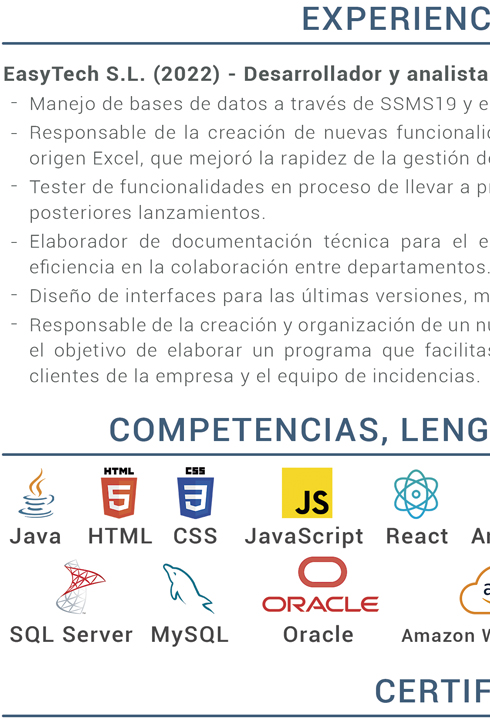 EXPERIENC
EasyTech S.L. (2022) - Desarrollador y analista
- Manejo de bases de datos a través de SSMS19 y e
- Responsable de la creación de nuevas funcionali
origen Excel, que mejoró la rapidez de la gestión d
- Tester de funcionalidades en proceso de llevar a p
posteriores lanzamientos.
- Elaborador de documentación técnica para el e
eficiencia en la colaboración entre departamentos.
- Diseño de interfaces para las últimas versiones, m
- Responsable de la creación y organización de un nu
el objetivo de elaborar un programa que facilita
clientes de la empresa y el equipo de incidencias.
COMPETENCIAS, LENG
HTML CSS
5 3 JS
Java HTML CSS JavaScript React A
ORACLE a
SQL Server MySQL Oracle Amazon W
CERTIF